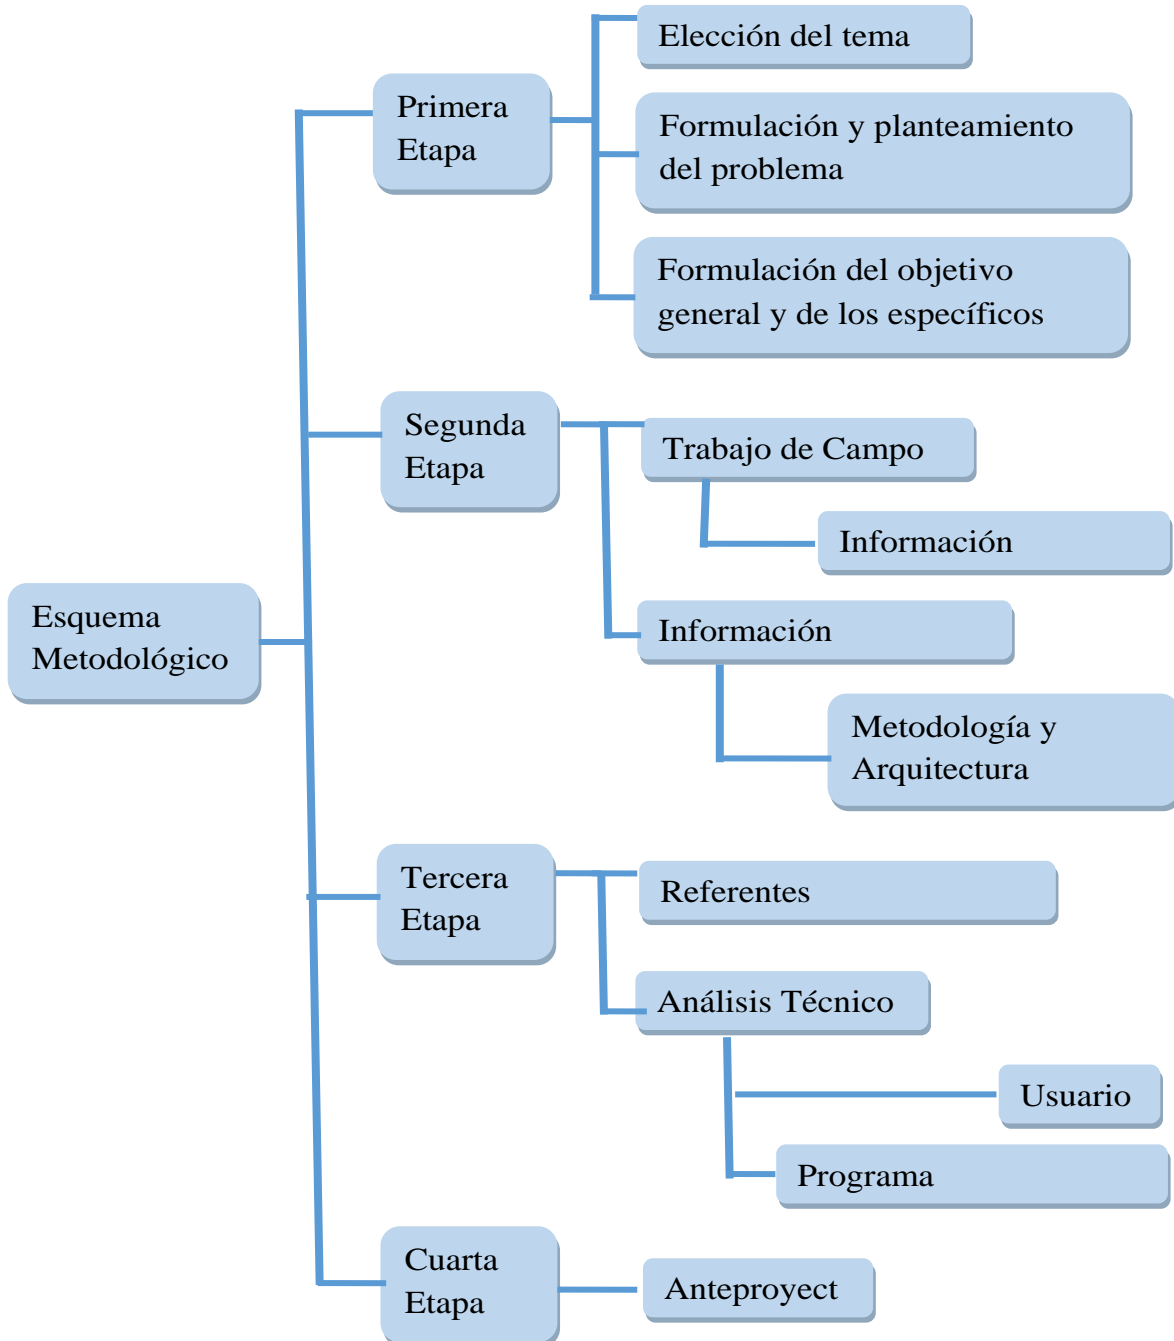 Elección del tema
Primera
Etapa
Formulación y planteamiento
del problema
Formulación del objetivo
general y de los específicos
Segunda
Etapa
Trabajo de Campo
Información
Esquema
Metodológico
Información
Metodología y
Arquitectura
Tercera
Etapa
Referentes
Análisis Técnico
Usuario
Programa
Cuarta
Etapa
Anteproyect